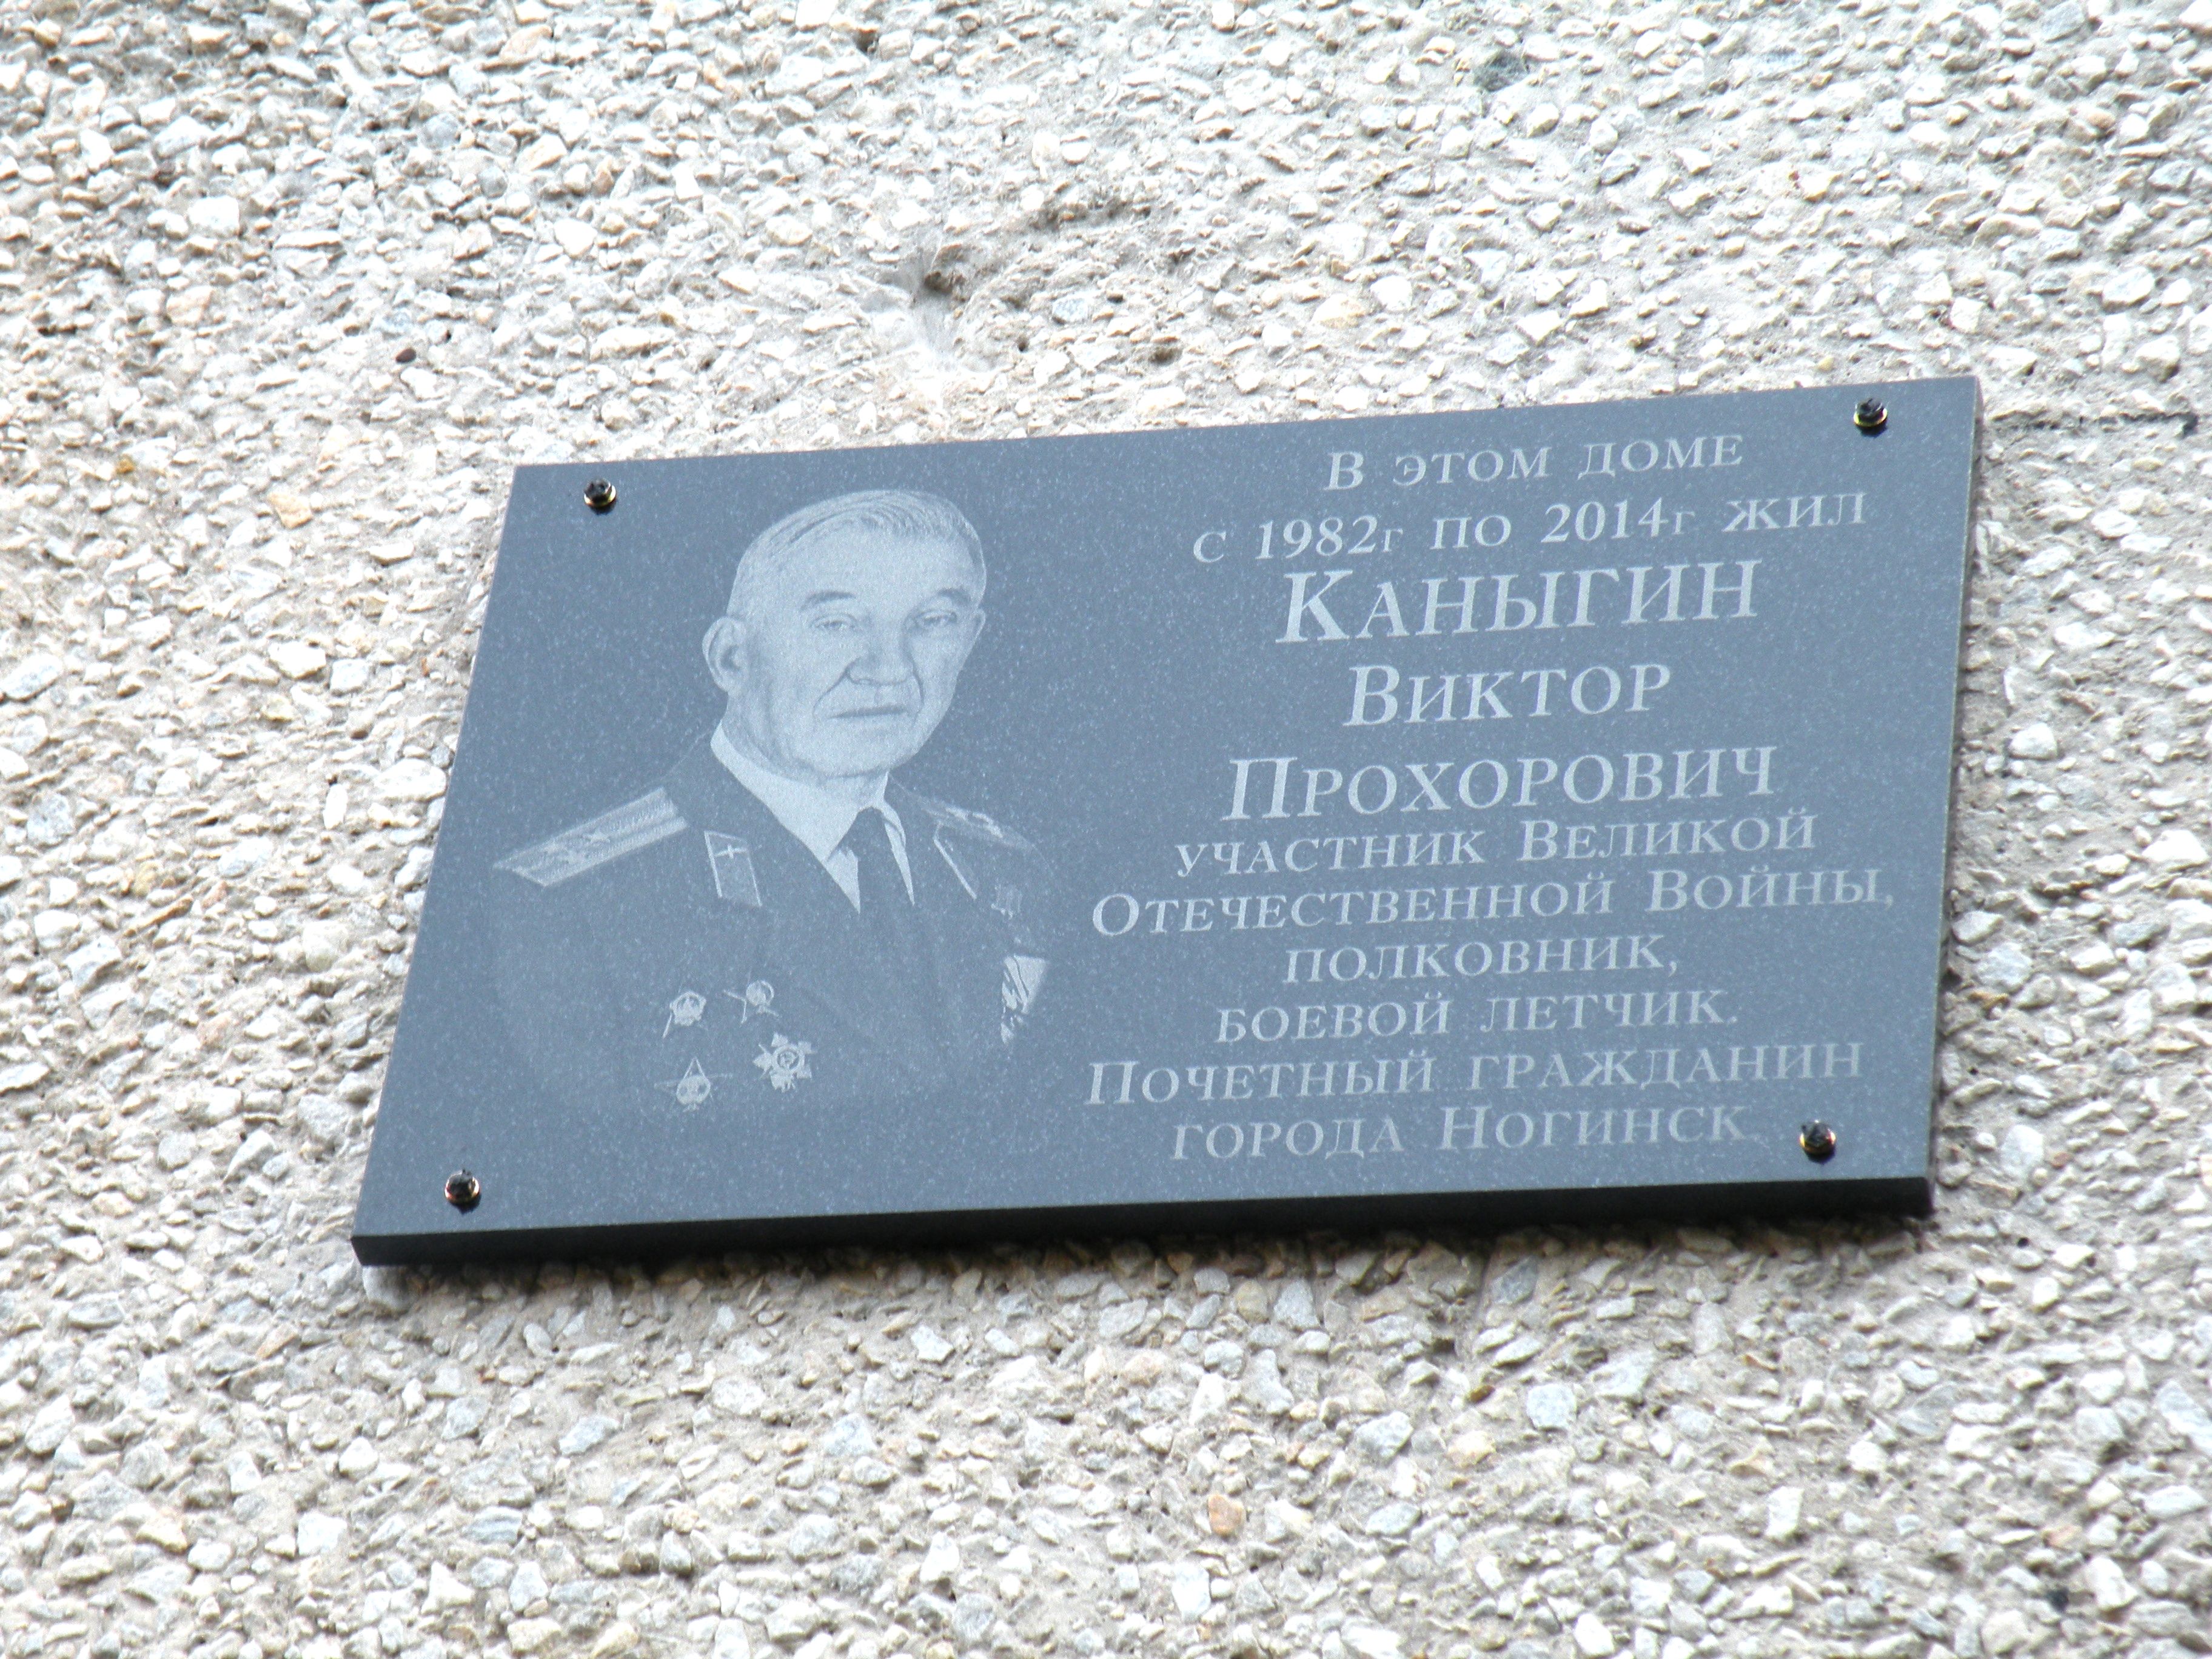 В этом доме
с 1982г по 2014г жил
Каныгин
Виктор
Прохорович
участник Великой
Отечественной Войны,
полковник,
боевой летчик.
Почетный гражданин
города Ногинск